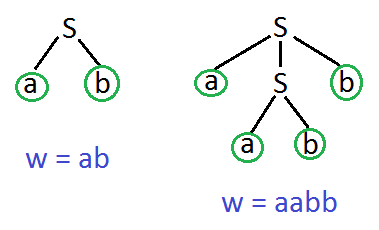 S
a b
w = ab
S
a S b
a b
w = aabb